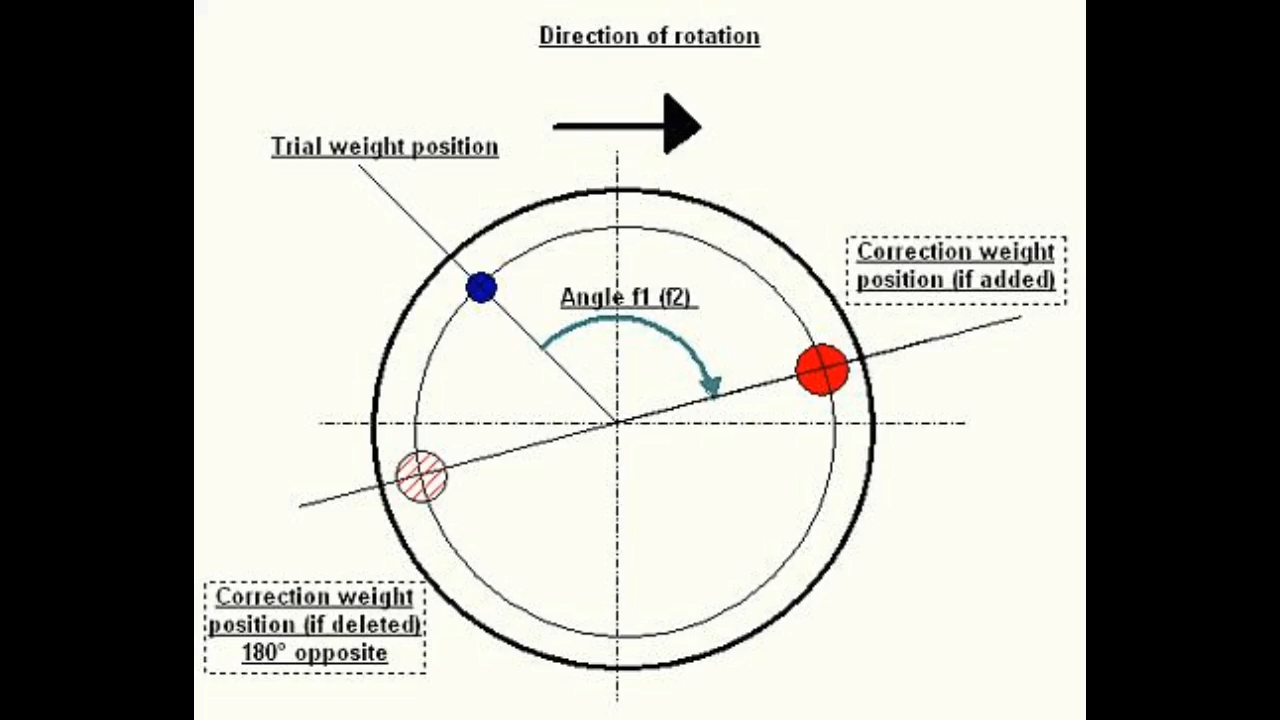 Direction of rotation
Trial weight position
Correction weight
position (if added)
Angle f1 (f2)
Correction weight
position (if deleted)
180° opposite